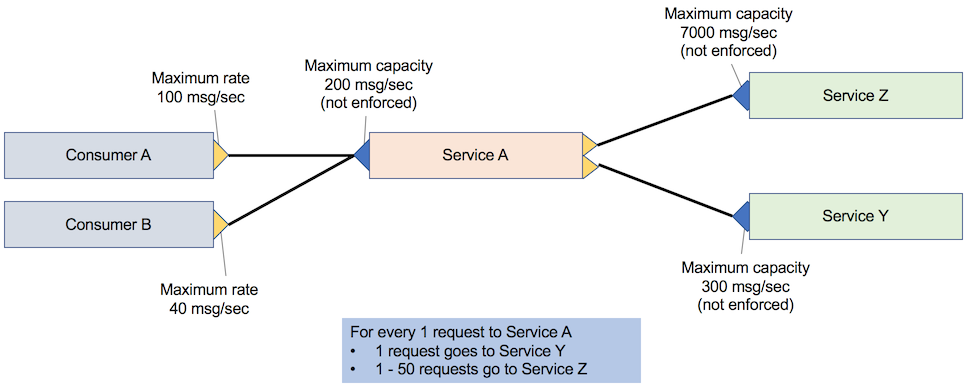 Maximum capacity
7000 msg/sec
(not enforced)
Maximum capacity
200 msg/sec
(not enforced)
Maximum rate
100 msg/sec
Service Z
Consumer A
Service A
Consumer B
Service Y
Maximum rate
40 msg/sec
Maximum capacity
300 msg/sec
(not enforced)
For every 1 request to Service A
• 1 request goes to Service Y
• 1 - 50 requests go to Service Z